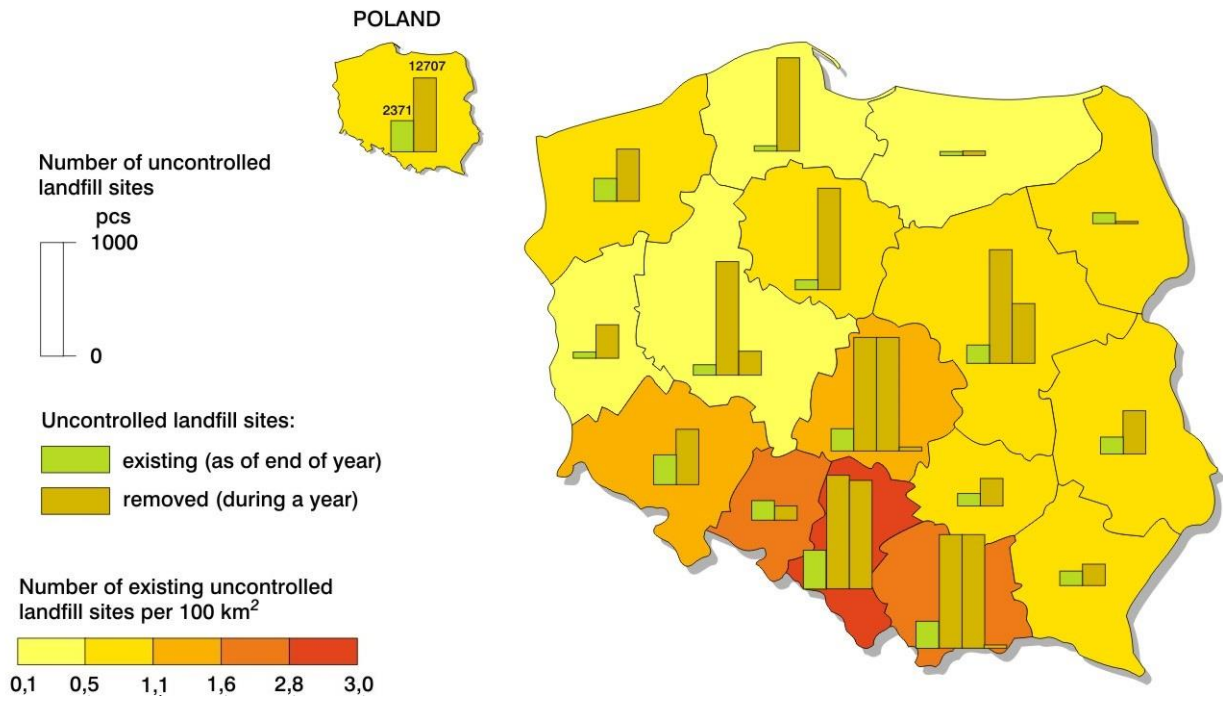 POLAND
12707
2371
Number of uncontrolled
landfill sites
pcs
1000
0
Uncontrolled landfill sites:
existing (as of end of year)
removed (during a year)
Number of existing uncontrolled
landfill sites per 100 km²
0,1 0,5 1,1 1,6 2,8 3,0